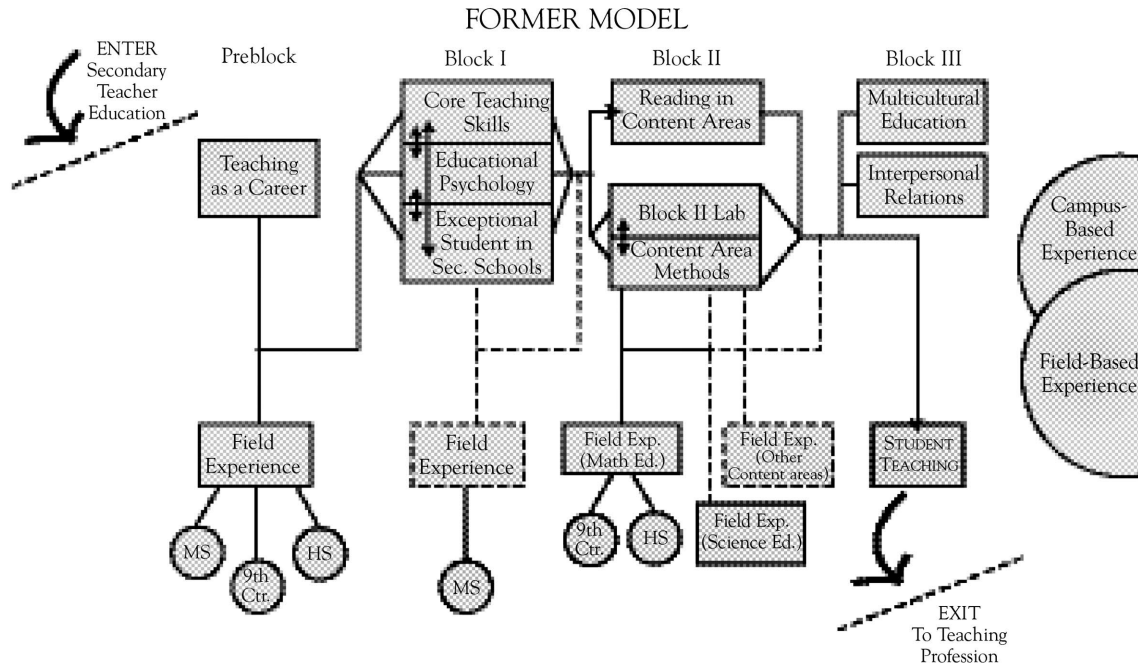 FORMER MODEL
ENTER
Secondary
Teacher
Education
Preblock
Block I
Block II
Block III
Teaching
as a Career
Core Teaching
Skills
Educational
Psychology
Exceptional
Student in
Sec. Schools
Reading in
Content Areas
Block II Lab
Content Area
Methods
Multicultural
Education
Interpersonal
Relations
Campus-
Based
Experience
Field-Based
Experience
Field
Experience
MS
9th
Ctr.
HS
Field
Experience
MS
Field Exp.
(Math Ed.)
9th
Ctr.
HS
Field Exp.
(Science Ed.)
Field Exp.
(Other
Content areas)
STUDENT
TEACHING
EXIT
To Teaching
Profession